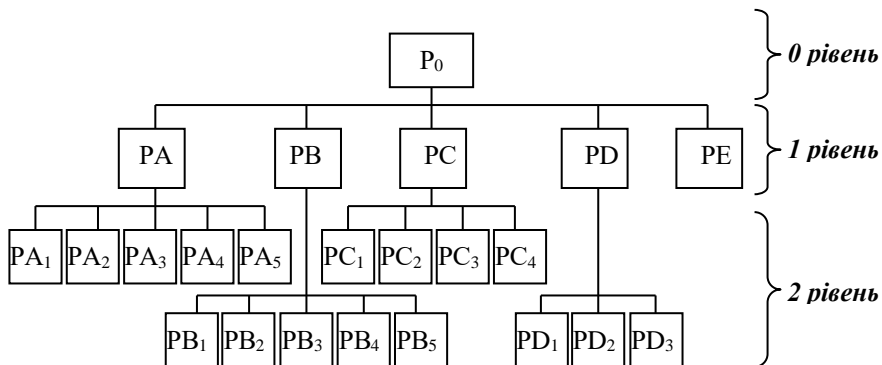 P₀
0 рівень
PA PB PC PD PE
1 рівень
PA₁ PA₂ PA₃ PA₄ PA₅ PC₁ PC₂ PC₃ PC₄
2 рівень
PB₁ PB₂ PB₃ PB₄ PB₅ PD₁ PD₂ PD₃